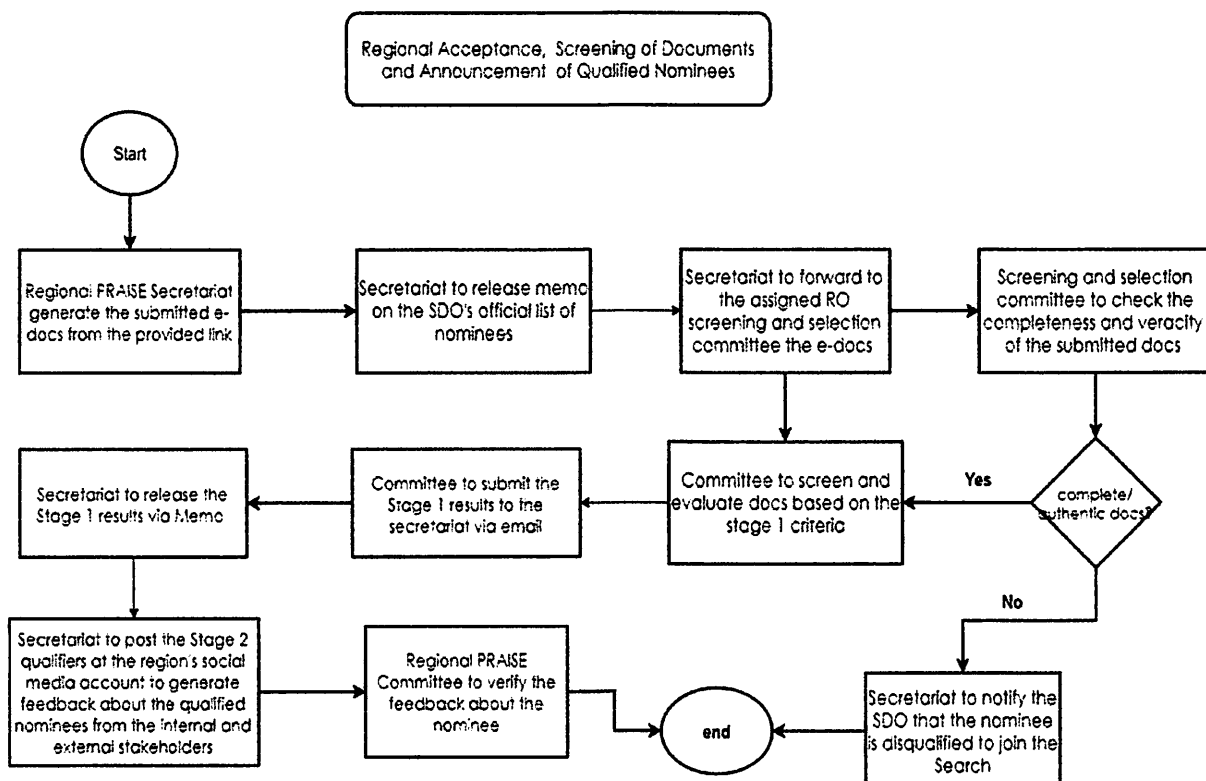 Regional Acceptance, Screening of Documents
and Announcement of Qualified Nominees
Start
Regional PRAISE Secretariat
generate the submitted e-
docs from the provided link
Secretariat to release memo
on the SDO's official list of
nominees
Secretariat to forward to
the assigned RO
screening and selection
committee the e-docs
Screening and selection
committee to check the
completeness and veracity
of the submitted docs
Secretariat to release the
Stage 1 results via Memo
Committee to submit the
Stage 1 results to the
secretariat via email
Committee to screen and
evaluate docs based on the
stage 1 criteria
Yes
complete/
authentic docs?
No
Secretariat to post the Stage 2
qualifiers at the region's social
media account to generate
feedback about the qualified
nominees from the internal and
external stakeholders
Regional PRAISE
Committee to verify the
feedback about the
nominee
end
Secretariat to notify the
SDO that the nominee
is disqualified to join the
Search